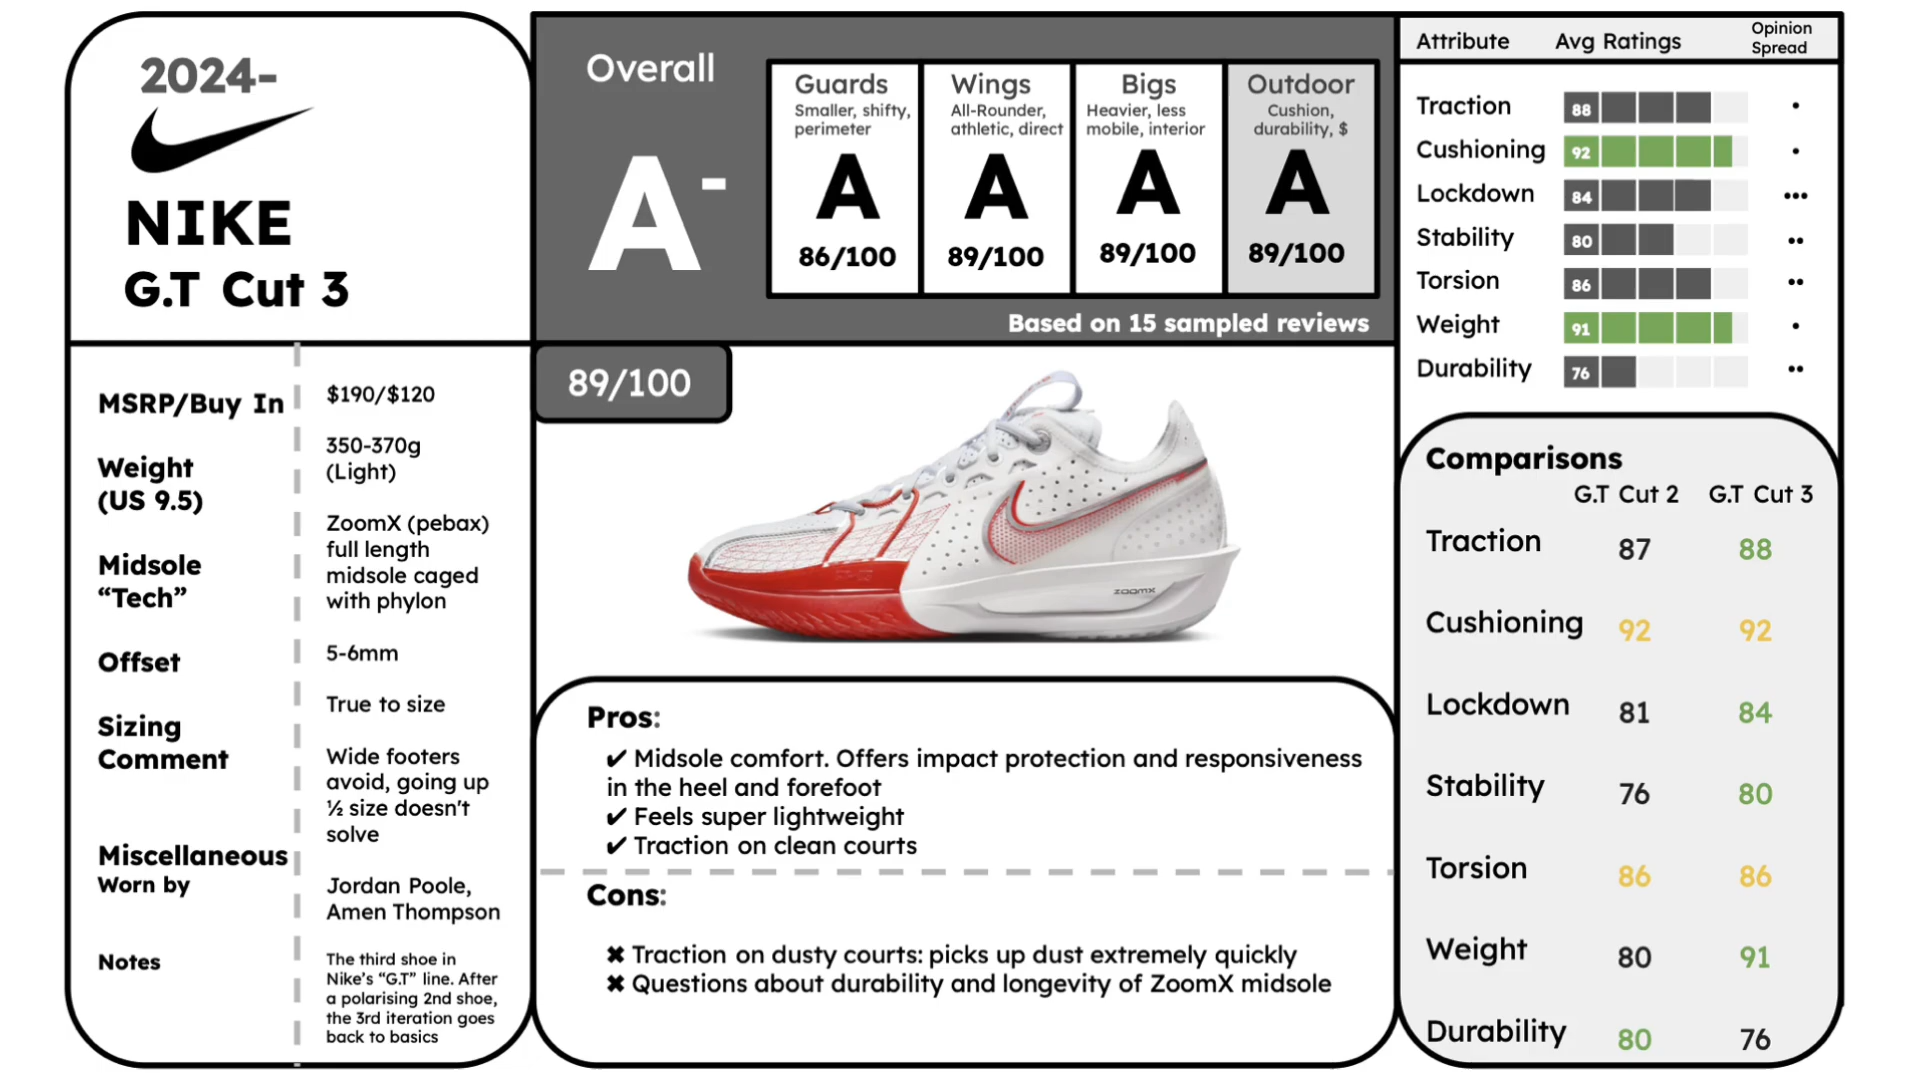 2024-
NIKE
G.T Cut 3
MSRP/Buy In
$190/$120
Weight
(US 9.5)
350-370g
(Light)
Midsole
“Tech”
ZoomX (pebax)
full length
midsole caged
with phylon
Offset
5-6mm
Sizing
Comment
True to size
Wide footers
avoid, going up
½ size doesn't
solve
Miscellaneous
Worn by
Jordan Poole,
Amen Thompson
Notes
The third shoe in
Nike’s “G.T” line. After
a polarising 2nd shoe,
the 3rd iteration goes
back to basics
Overall
A-
Guards
Smaller, shifty,
perimeter
A
86/100
Wings
All-Rounder,
athletic, direct
A
89/100
Bigs
Heavier, less
mobile, interior
A
89/100
Outdoor
Cushion,
durability, $
A
89/100
Based on 15 sampled reviews
89/100
ZOOMX
Pros:
✔ Midsole comfort. Offers impact protection and responsiveness
in the heel and forefoot
✔ Feels super lightweight
✔ Traction on clean courts
Cons:
✖ Traction on dusty courts: picks up dust extremely quickly
✖ Questions about durability and longevity of ZoomX midsole
Attribute Avg Ratings Opinion
Spread
Traction 88 •
Cushioning 92 •
Lockdown 84 •••
Stability 80 ••
Torsion 86 ••
Weight 91 •
Durability 76 ••
Comparisons
G.T Cut 2 G.T Cut 3
Traction 87 88
Cushioning 92 92
Lockdown 81 84
Stability 76 80
Torsion 86 86
Weight 80 91
Durability 80 76